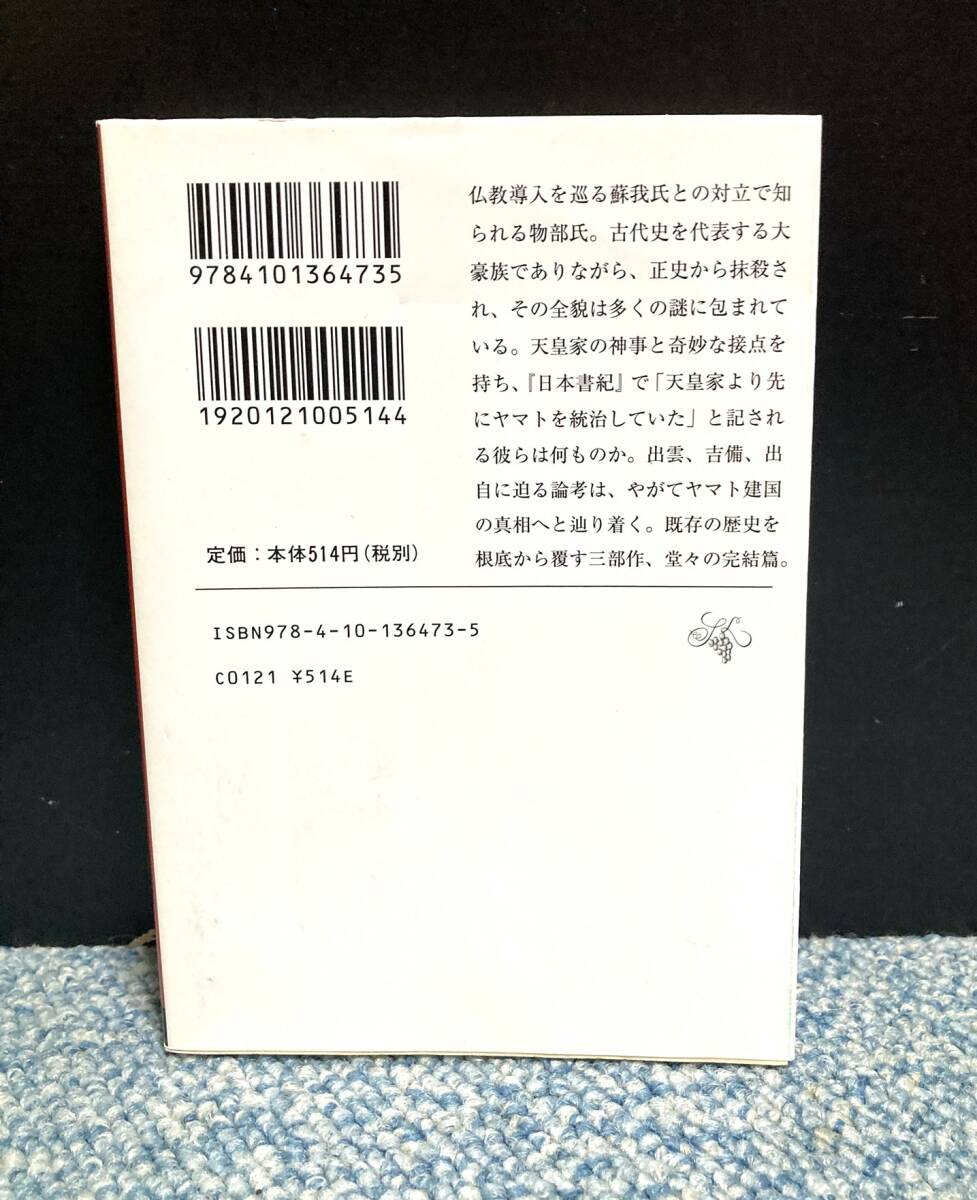 9784101364735
1920121005144
定価：本体514円（税別）
仏教導入を巡る蘇我氏との対立で知
られる物部氏。古代史を代表する大
豪族でありながら、正史から抹殺さ
れ、その全貌は多くの謎に包まれて
いる。天皇家の神事と奇妙な接点を
持ち、『日本書紀』で「天皇家より先
にヤマトを統治していた」と記され
る彼らは何ものか。出雲、吉備、出
自に迫る論考は、やがてヤマト建国
の真相へと辿り着く。既存の歴史を
根底から覆す三部作、堂々の完結篇。
ISBN978-4-10-136473-5
C0121 ¥514E